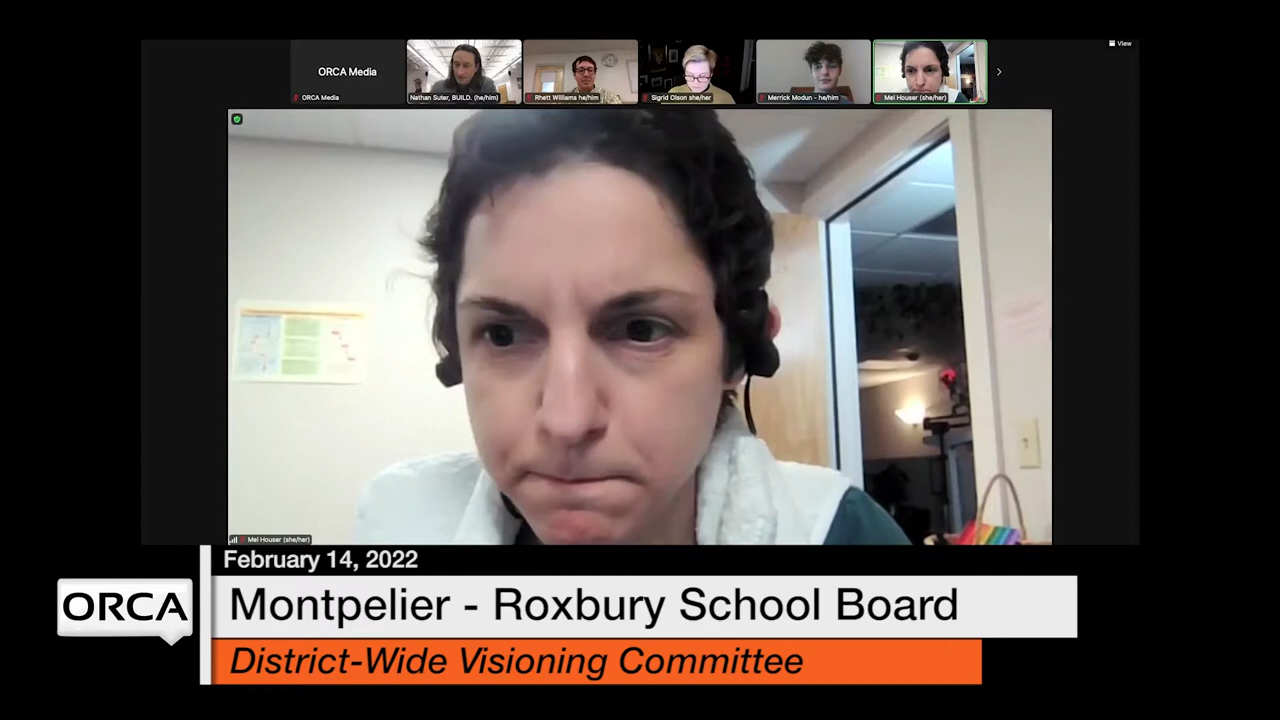 View
ORCA Media
ORCA Media
Nathan Suter, BUILD. (he/him)
Rhett Williams he/him
Sigrid Olson she/her
Merrick Modun - he/him
Mel Houser (she/her)
Mel Houser (she/her)
February 14, 2022
ORCA
Montpelier - Roxbury School Board
District-Wide Visioning Committee